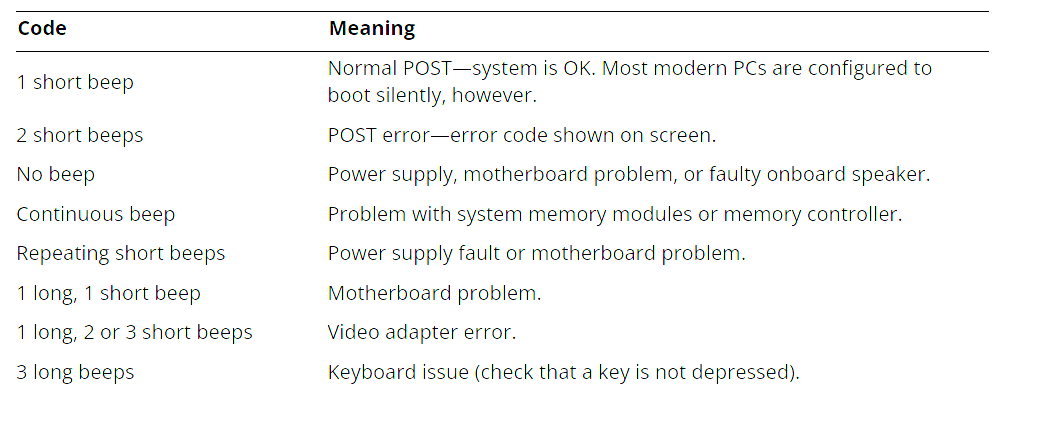 Code Meaning
1 short beep Normal POST—system is OK. Most modern PCs are configured to
boot silently, however.
2 short beeps POST error—error code shown on screen.
No beep Power supply, motherboard problem, or faulty onboard speaker.
Continuous beep Problem with system memory modules or memory controller.
Repeating short beeps Power supply fault or motherboard problem.
1 long, 1 short beep Motherboard problem.
1 long, 2 or 3 short beeps Video adapter error.
3 long beeps Keyboard issue (check that a key is not depressed).